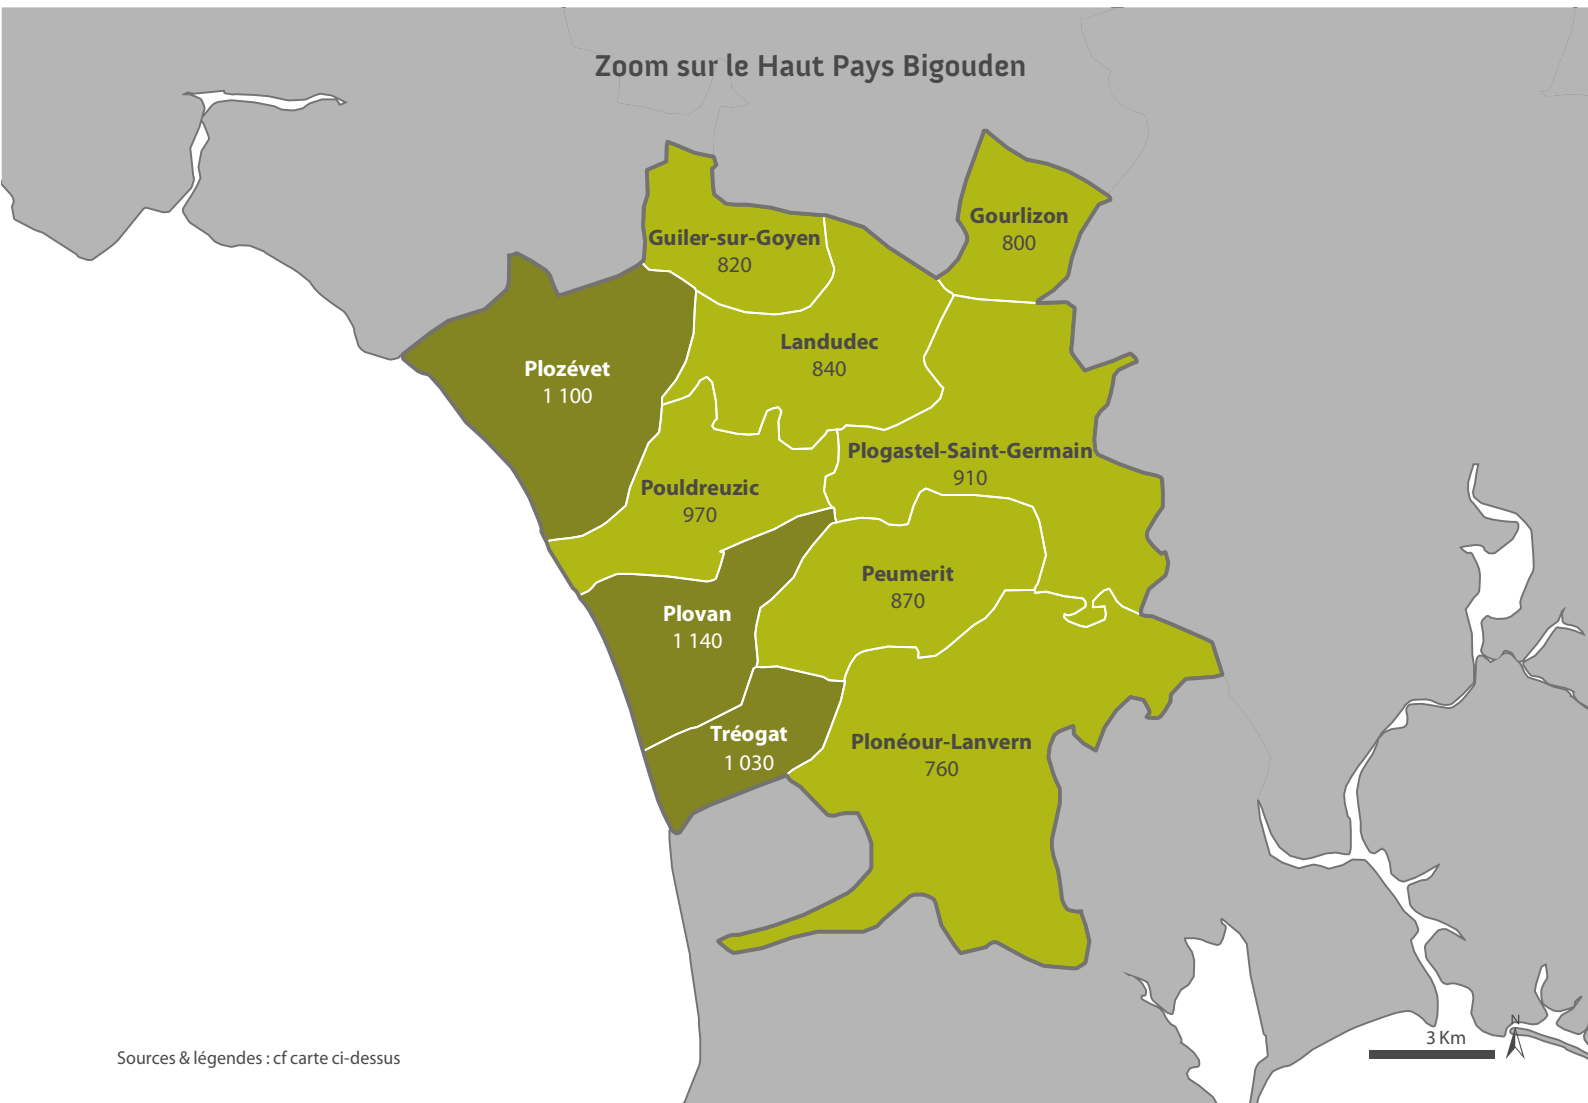 Zoom sur le Haut Pays Bigouden
Gourlizon
800
Guiler-sur-Goyen
820
Landudec
840
Plozévet
1 100
Plogastel-Saint-Germain
910
Pouldreuzic
970
Peumerit
870
Plovan
1 140
Tréogat
1 030
Plonéour-Lanvern
760
N
3 Km
Sources & légendes : cf carte ci-dessus